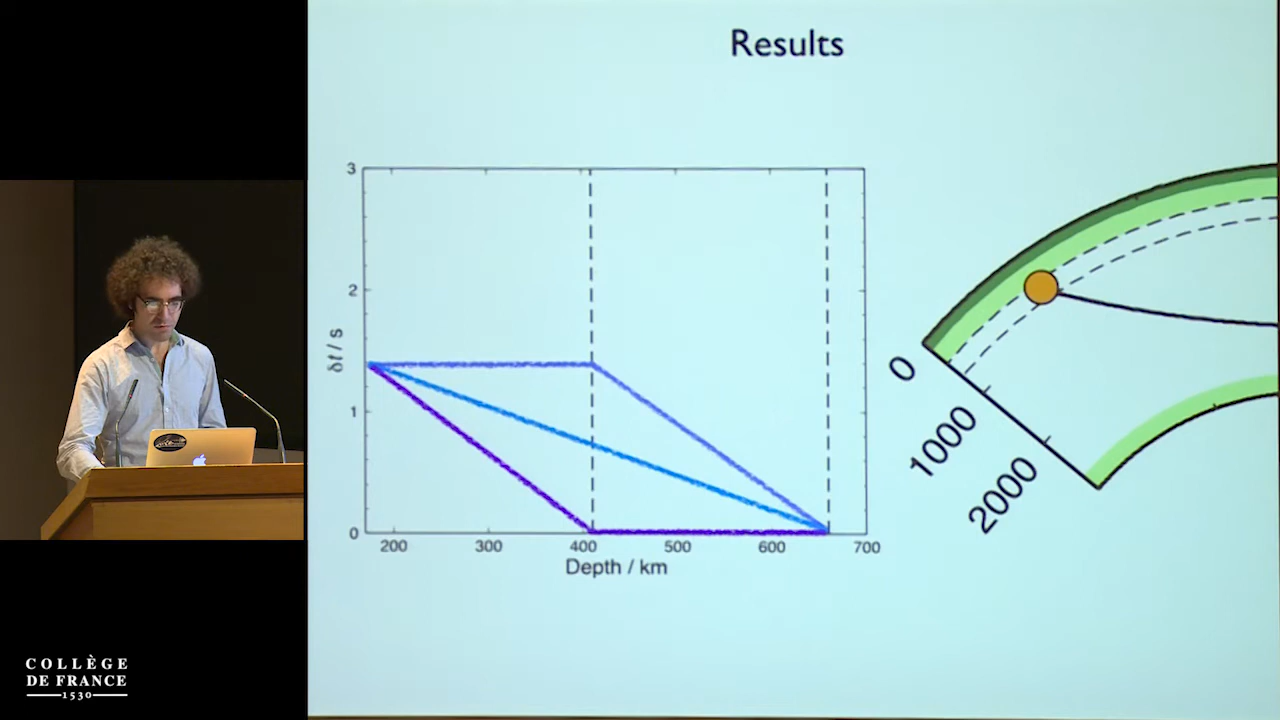 Results
3
2
1
0
δt / s
200 300 400 500 600 700
Depth / km
0
1000
2000
COLLÈGE
DE FRANCE
1530